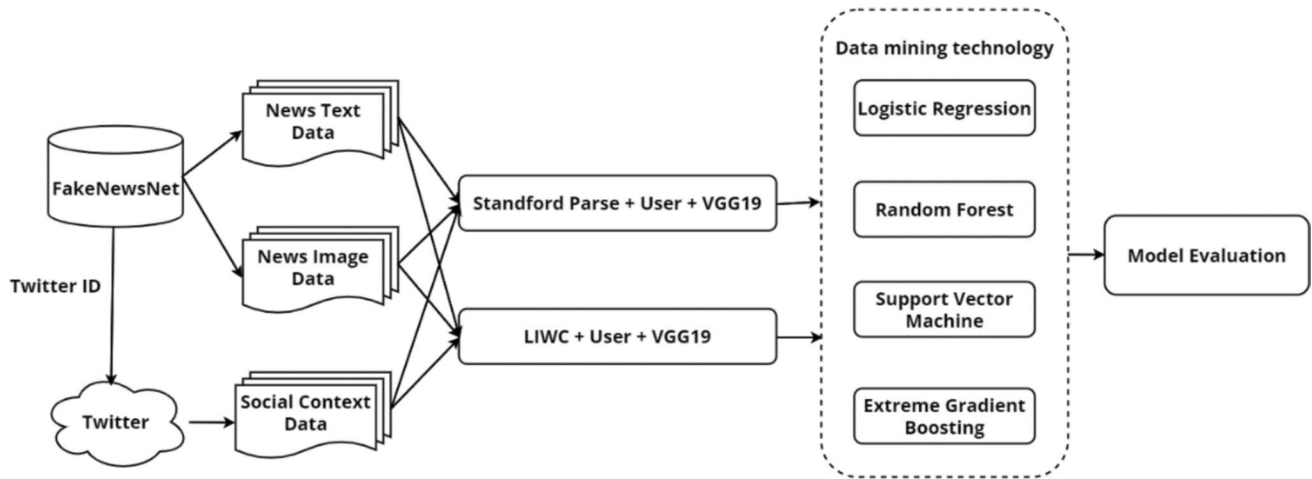 FakeNewsNet
Twitter ID
Twitter
News Text
Data
News Image
Data
Social Context
Data
Standford Parse + User + VGG19
LIWC + User + VGG19
Data mining technology
Logistic Regression
Random Forest
Support Vector
Machine
Extreme Gradient
Boosting
Model Evaluation